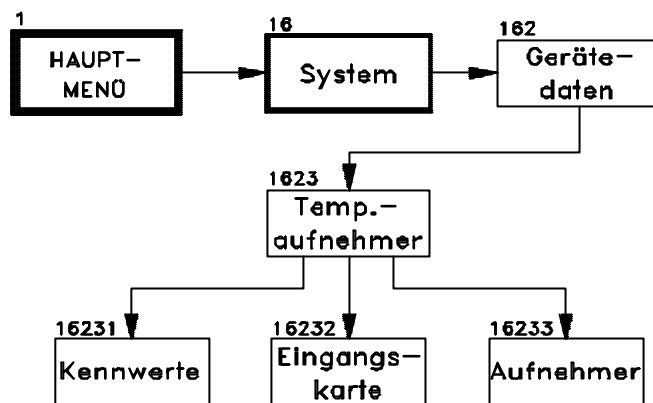 1
HAUPT-
MENÜ
16
System
162
Geräte-
daten
1623
Temp.-
aufnehmer
16231
Kennwerte
16232
Eingangs-
karte
16233
Aufnehmer